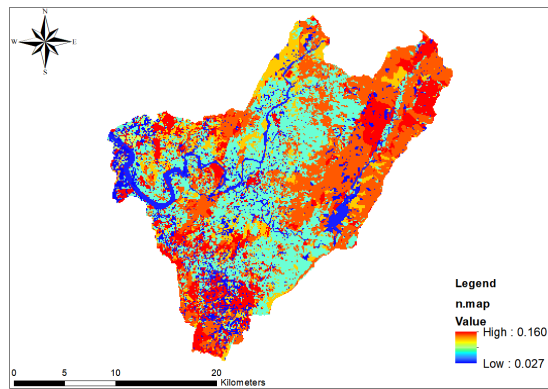 N
W E
S
Legend
n.map
Value
High : 0.160
Low : 0.027
0 5 10 20
Kilometers